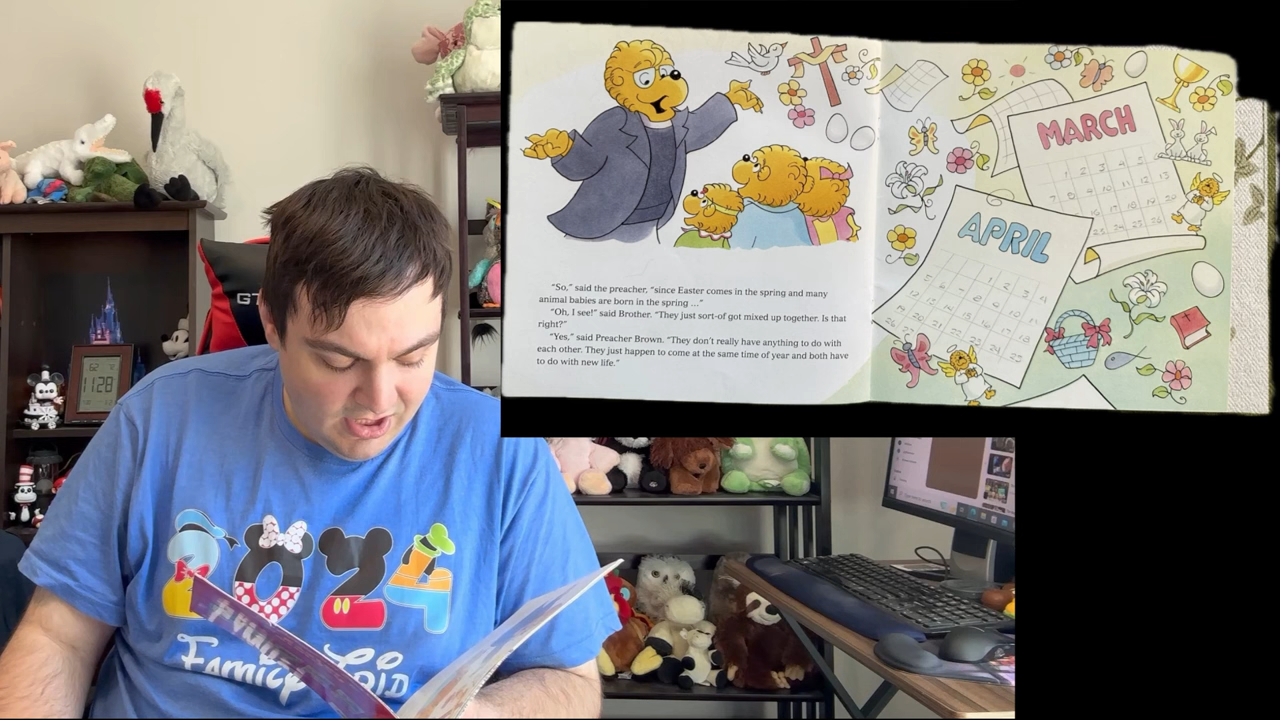 "So," said the preacher, "since Easter comes in the spring and many
animal babies are born in the spring ..."
"Oh, I see!" said Brother. "They just sort-of got mixed up together. Is that
right?"
"Yes," said Preacher Brown. "They don't really have anything to do with
each other. They just happen to come at the same time of year and both have
to do with new life."
MARCH
APRIL
GT
1128
2024
Family